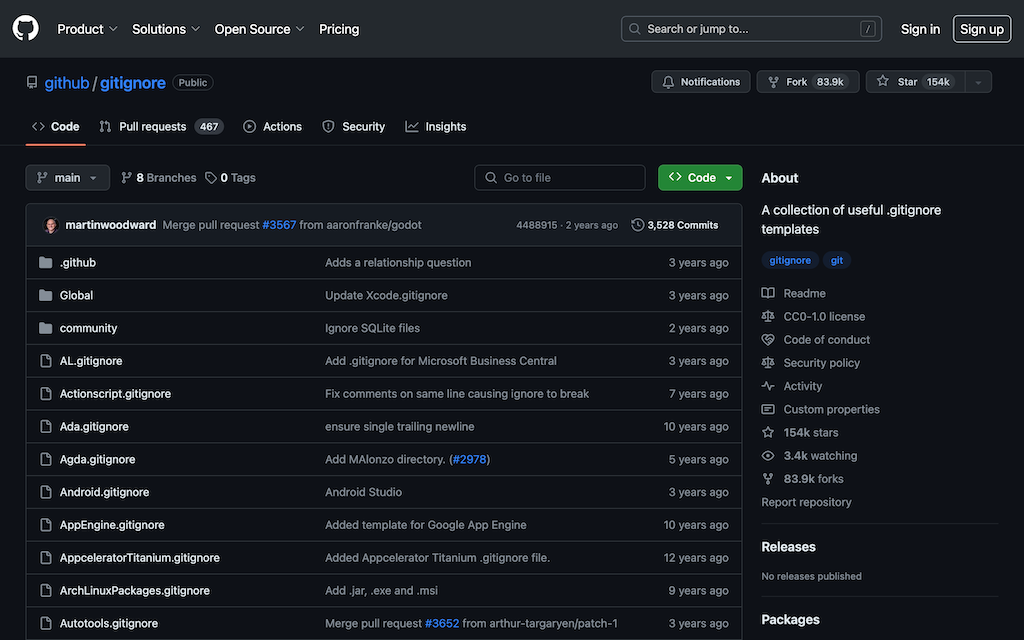 Product Solutions Open Source Pricing Search or jump to... / Sign in Sign up
github / gitignore Public Notifications Fork 83.9k Star 154k
Code Pull requests 467 Actions Security Insights
main 8 Branches 0 Tags Go to file Code
martinwoodward Merge pull request #3567 from aaronfranke/godot 4488915 · 2 years ago 3,528 Commits
.github Adds a relationship question 3 years ago
Global Update Xcode.gitignore 3 years ago
community Ignore SQLite files 2 years ago
AL.gitignore Add .gitignore for Microsoft Business Central 3 years ago
Actionscript.gitignore Fix comments on same line causing ignore to break 7 years ago
Ada.gitignore ensure single trailing newline 10 years ago
Agda.gitignore Add MAlonzo directory. (#2978) 5 years ago
Android.gitignore Android Studio 3 years ago
AppEngine.gitignore Added template for Google App Engine 10 years ago
AppceleratorTitanium.gitignore Added Appcelerator Titanium .gitignore file. 12 years ago
ArchLinuxPackages.gitignore Add .jar, .exe and .msi 9 years ago
Autotools.gitignore Merge pull request #3652 from arthur-targaryen/patch-1 3 years ago
About
A collection of useful .gitignore
templates
gitignore git
Readme
CC0-1.0 license
Code of conduct
Security policy
Activity
Custom properties
154k stars
3.4k watching
83.9k forks
Report repository
Releases
No releases published
Packages